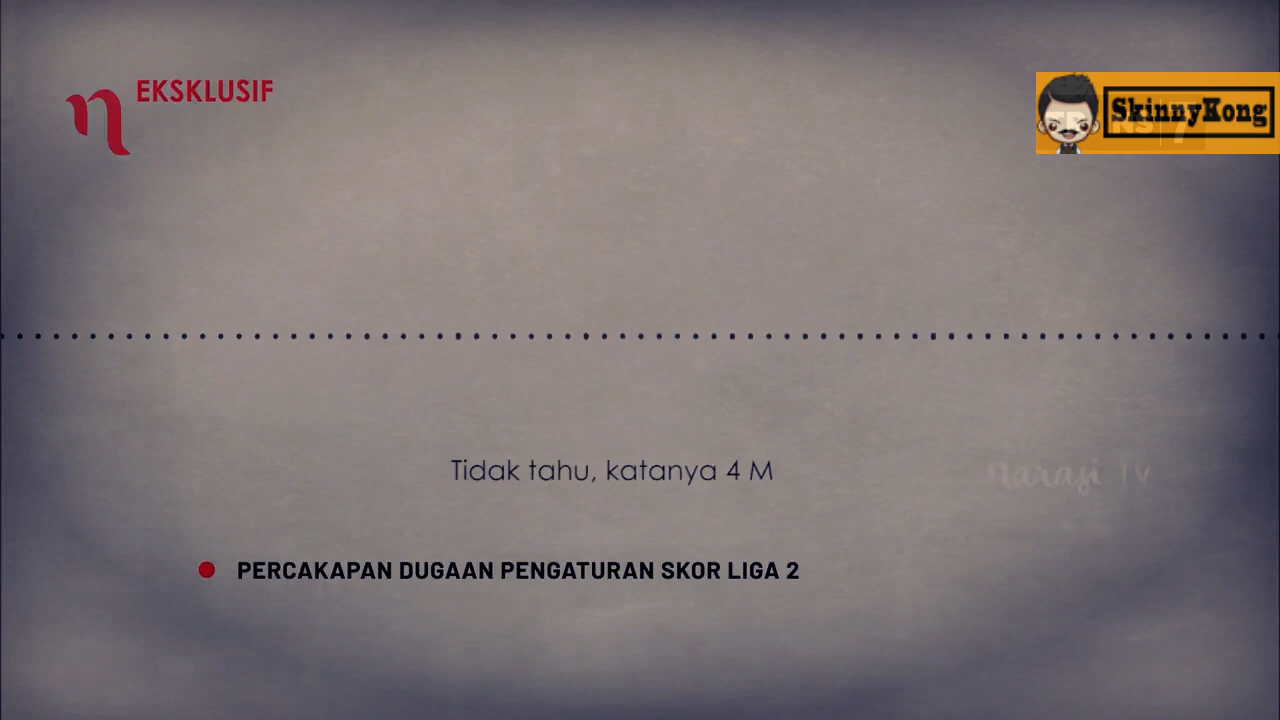 EKSKLUSIF
SkinnyKong
Tidak tahu, katanya 4 M
narasi TV
PERCAKAPAN DUGAAN PENGATURAN SKOR LIGA 2